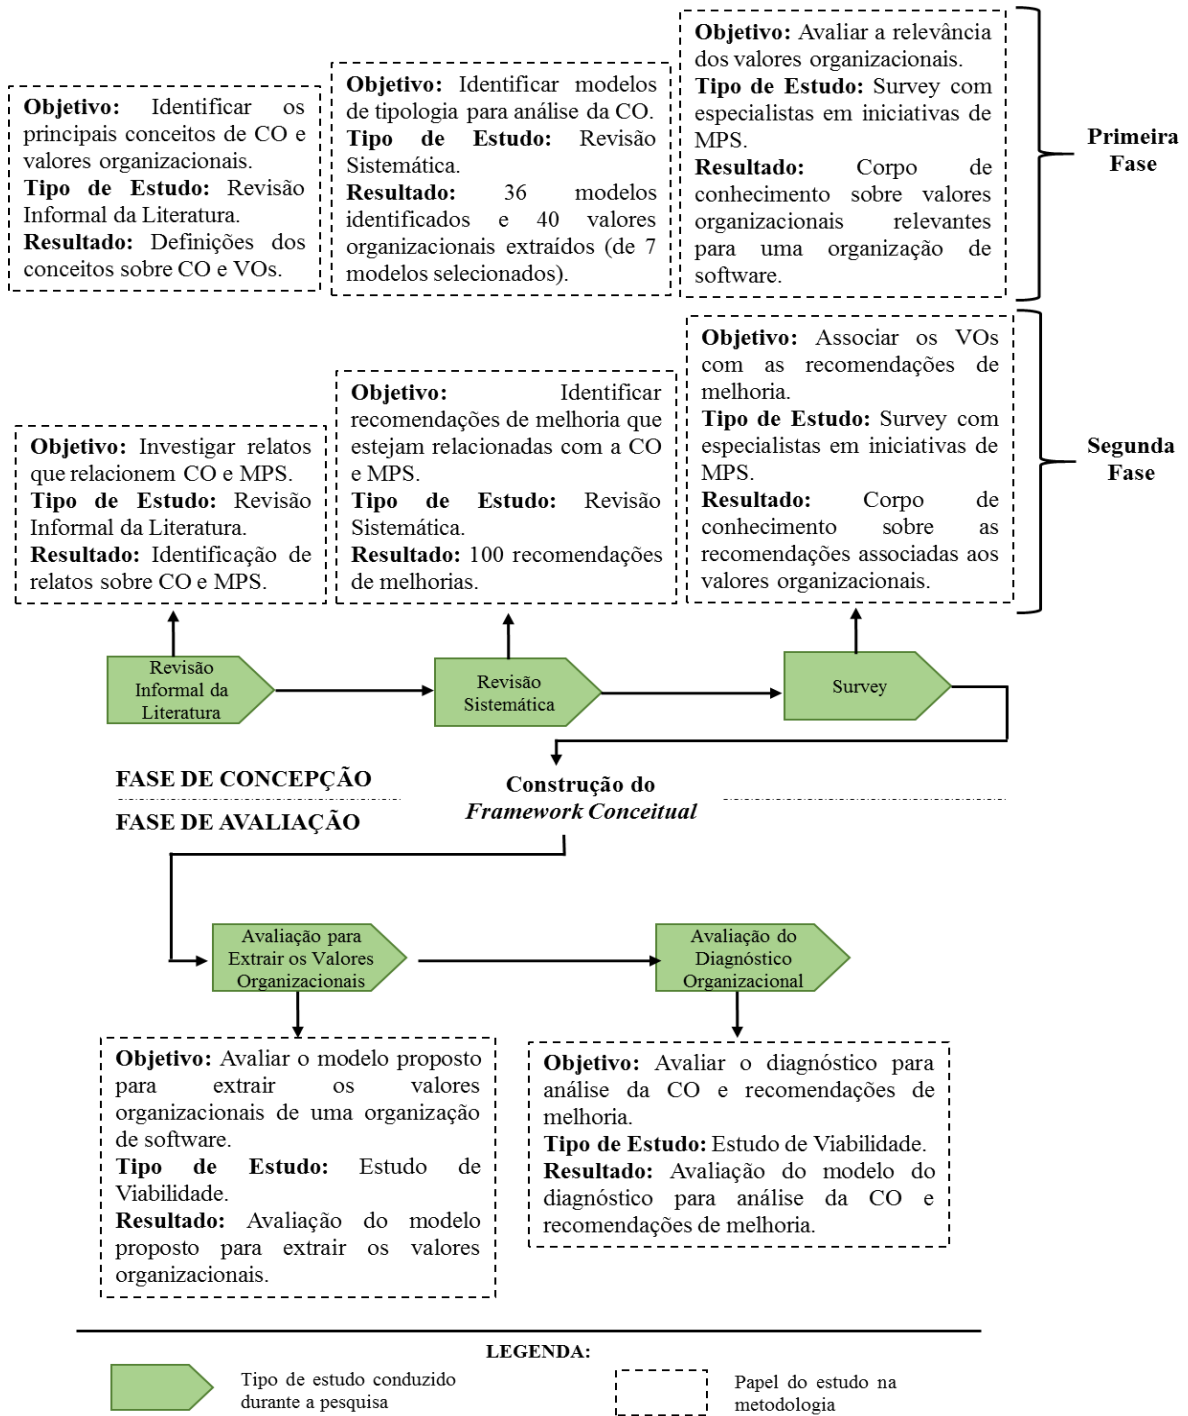 Objetivo: Identificar os
principais conceitos de CO e
valores organizacionais.
Tipo de Estudo: Revisão
Informal da Literatura.
Resultado: Definições dos
conceitos sobre CO e VOs.
Objetivo: Identificar modelos
de tipologia para análise da CO.
Tipo de Estudo: Revisão
Sistemática.
Resultado: 36 modelos
identificados e 40 valores
organizacionais extraídos (de 7
modelos selecionados).
Objetivo: Avaliar a relevância
dos valores organizacionais.
Tipo de Estudo: Survey com
especialistas em iniciativas de
MPS.
Resultado: Corpo de
conhecimento sobre valores
organizacionais relevantes
para uma organização de
software.
Primeira
Fase
Objetivo: Investigar relatos
que relacionem CO e MPS.
Tipo de Estudo: Revisão
Informal da Literatura.
Resultado: Identificação de
relatos sobre CO e MPS.
Objetivo: Identificar
recomendações de melhoria que
estejam relacionadas com a CO
e MPS.
Tipo de Estudo: Revisão
Sistemática.
Resultado: 100 recomendações
de melhorias.
Objetivo: Associar os VOs
com as recomendações de
melhoria.
Tipo de Estudo: Survey com
especialistas em iniciativas de
MPS.
Resultado: Corpo de
conhecimento sobre as
recomendações associadas aos
valores organizacionais.
Segunda
Fase
Revisão
Informal da
Literatura
Revisão
Sistemática
Survey
FASE DE CONCEPÇÃO
Construção do
Framework Conceitual
FASE DE AVALIAÇÃO
Avaliação para
Extrair os Valores
Organizacionais
Avaliação do
Diagnóstico
Organizacional
Objetivo: Avaliar o modelo proposto
para extrair os valores
organizacionais de uma organização
de software.
Tipo de Estudo: Estudo de
Viabilidade.
Resultado: Avaliação do modelo
proposto para extrair os valores
organizacionais.
Objetivo: Avaliar o diagnóstico para
análise da CO e recomendações de
melhoria.
Tipo de Estudo: Estudo de Viabilidade.
Resultado: Avaliação do modelo do
diagnóstico para análise da CO e
recomendações de melhoria.
LEGENDA:
Tipo de estudo conduzido
durante a pesquisa
Papel do estudo na
metodologia